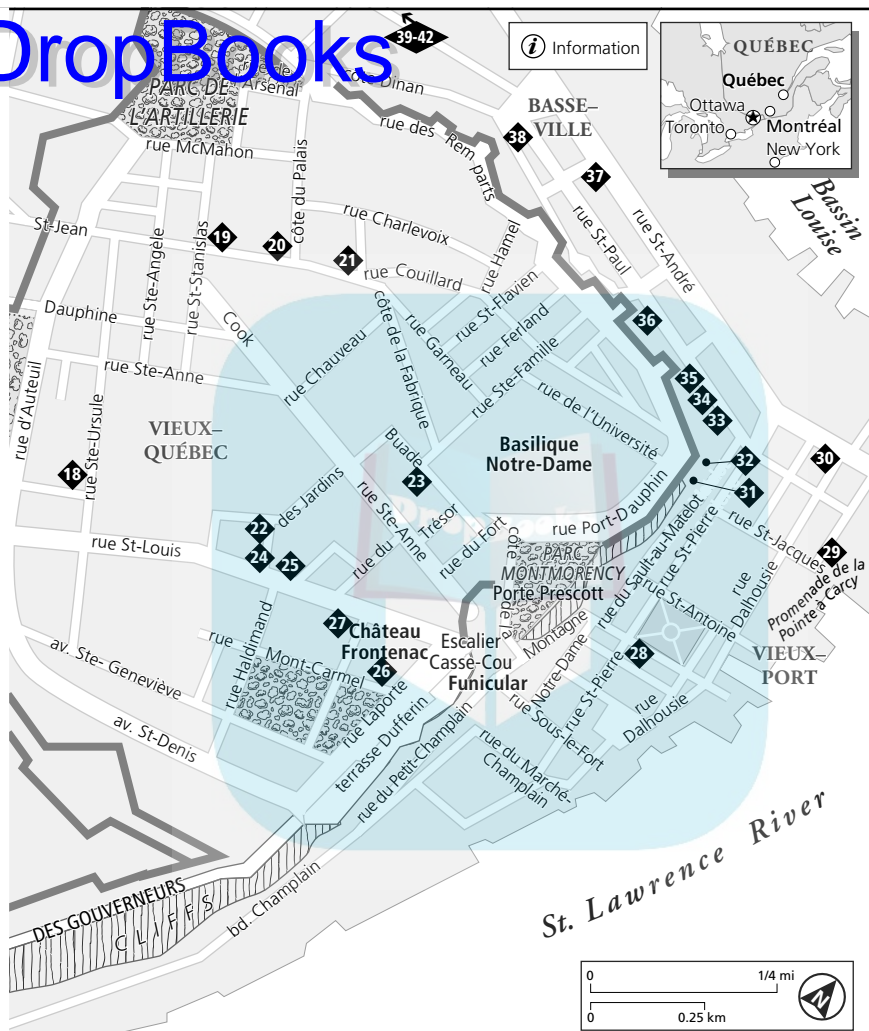 DropBooks
39-42
i Information
QUÉBEC
Québec
Ottawa
Montréal
Toronto
New York
PARC DE
L'ARTILLERIE
Arsenal
côte Dinan
BASSE–
VILLE
38
37
rue des Remparts
rue McMahon
côte du Palais
Bassin
Louise
St-Jean
19
20
21
rue Charlevoix
rue Couillard
rue Hamel
rue St-Paul
rue St-André
rue Ste-Angèle
rue St-Stanislas
Dauphine
Cook
rue Chauveau
côte de la Fabrique
rue Garneau
rue St-Flavien
rue Ferland
rue Ste-Famille
36
35
34
33
rue Ste-Anne
rue d'Auteuil
rue Ste-Ursule
18
VIEUX–
QUÉBEC
rue de l'Université
Basilique
Notre-Dame
Buade
23
32
31
30
DropBooks
22
des Jardins
rue Ste-Anne
rue du Trésor
rue du Fort
rue Port-Dauphin
rue du Sault-au-Matelot
rue St-Pierre
rue St-Jacques
29
rue St-Louis
24
25
PARC
MONTMORENCY
Porte Prescott
côte de la Montagne
rue St-Antoine
rue Dalhousie
Promenade de la
Pointe à Carcy
27
Château
Frontenac
26
Escalier
Casse-Cou
Funicular
Notre-Dame
28
VIEUX–
PORT
rue Haldimand
rue Mont-Carmel
rue Laporte
av. Ste- Geneviève
av. St-Denis
terrasse Dufferin
rue du Petit-Champlain
rue Sous-le-Fort
rue St-Pierre
rue Dalhousie
rue du Marché-
Champlain
DES GOUVERNEURS
CLIFFS
bd. Champlain
St. Lawrence River
0 1/4 mi
0 0.25 km
N